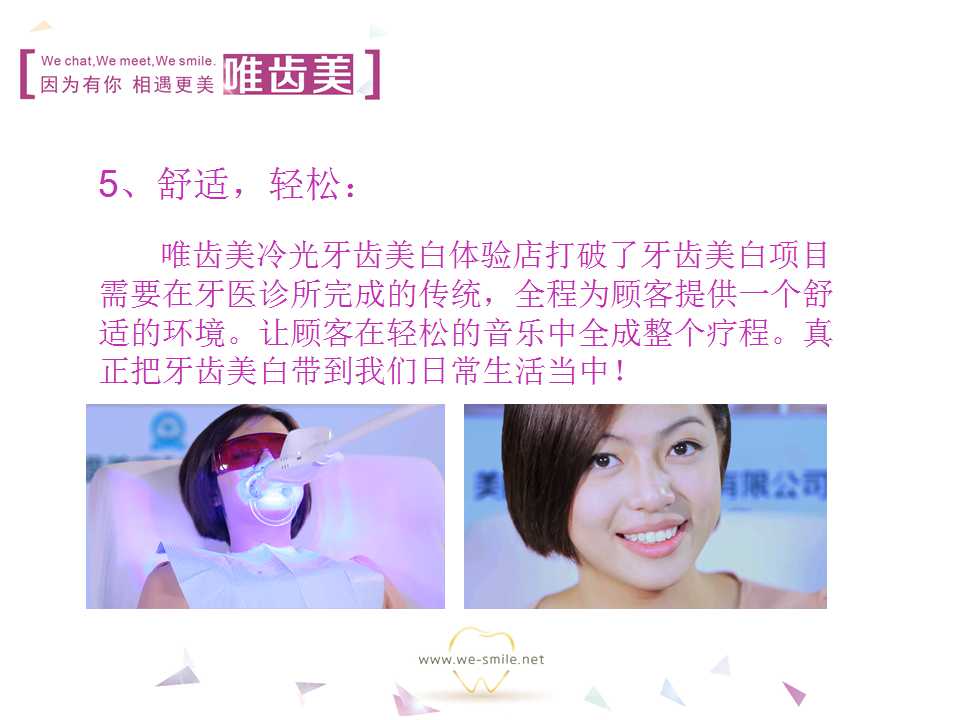 We chat,We meet,We smile.
因为有你 相遇更美
唯齿美
5、舒适，轻松：
唯齿美冷光牙齿美白体验店打破了牙齿美白项目
需要在牙医诊所完成的传统，全程为顾客提供一个舒
适的环境。让顾客在轻松的音乐中全成整个疗程。真
正把牙齿美白带到我们日常生活当中！
美
有限公司
www.we-smile.net